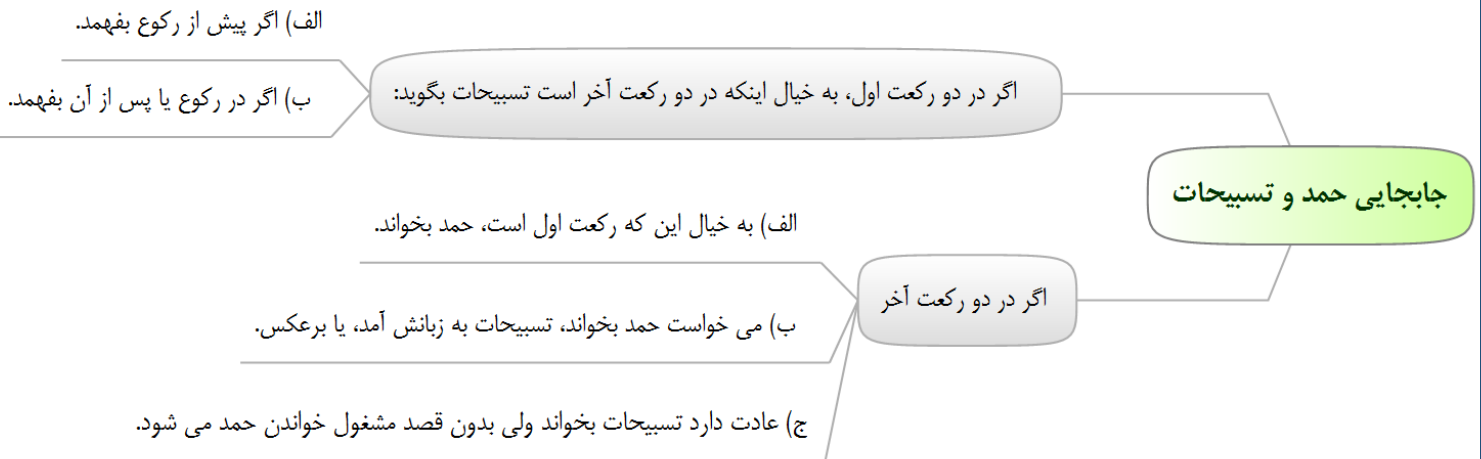 جابجایی حمد و تسبیحات
اگر در دو رکعت اول، به خیال اینکه در دو رکعت آخر است تسبیحات بگوید:
الف) اگر پیش از رکوع بفهمد.
ب) اگر در رکوع یا پس از آن بفهمد.
اگر در دو رکعت آخر
الف) به خیال این که رکعت اول است، حمد بخواند.
ب) می خواست حمد بخواند، تسبیحات به زبانش آمد، یا برعکس.
ج) عادت دارد تسبیحات بخواند ولی بدون قصد مشغول خواندن حمد می شود.